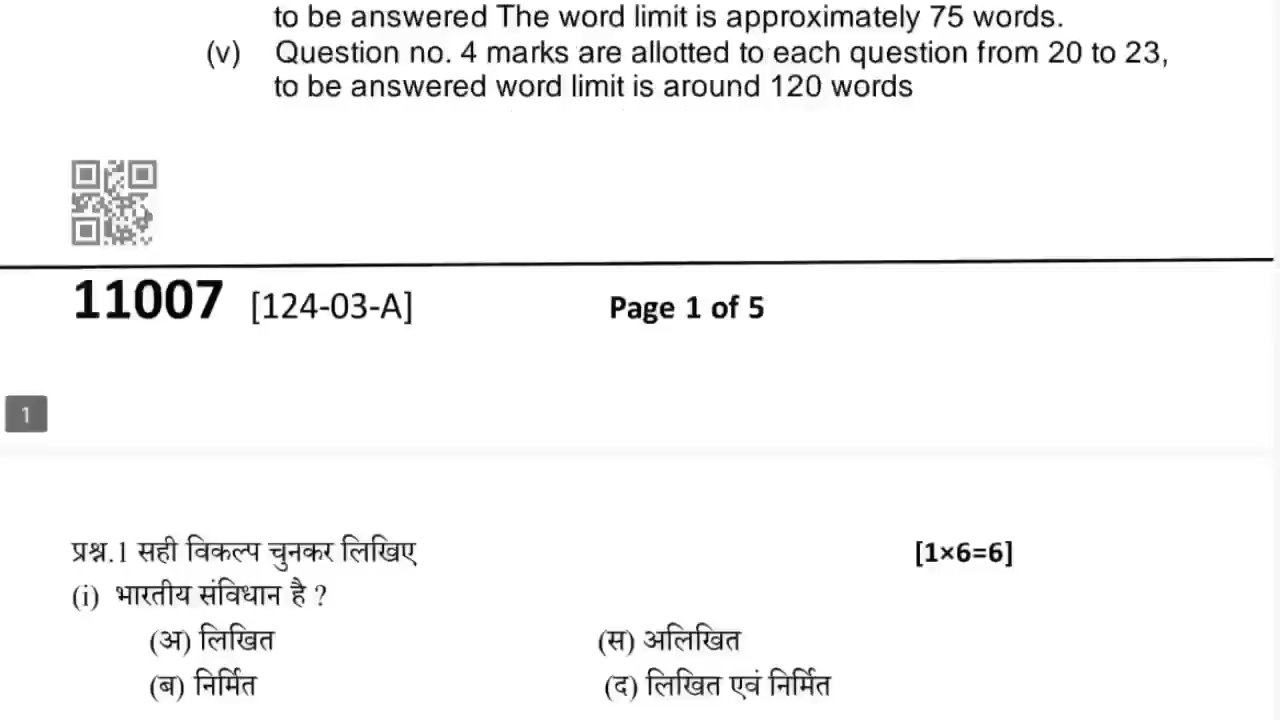 to be answered The word limit is approximately 75 words.
(v) Question no. 4 marks are allotted to each question from 20 to 23,
to be answered word limit is around 120 words
11007 [124-03-A] Page 1 of 5
1
प्रश्न.1 सही विकल्प चुनकर लिखिए [1×6=6]
(i) भारतीय संविधान है ?
(अ) लिखित (स) अलिखित
(ब) निर्मित (द) लिखित एवं निर्मित